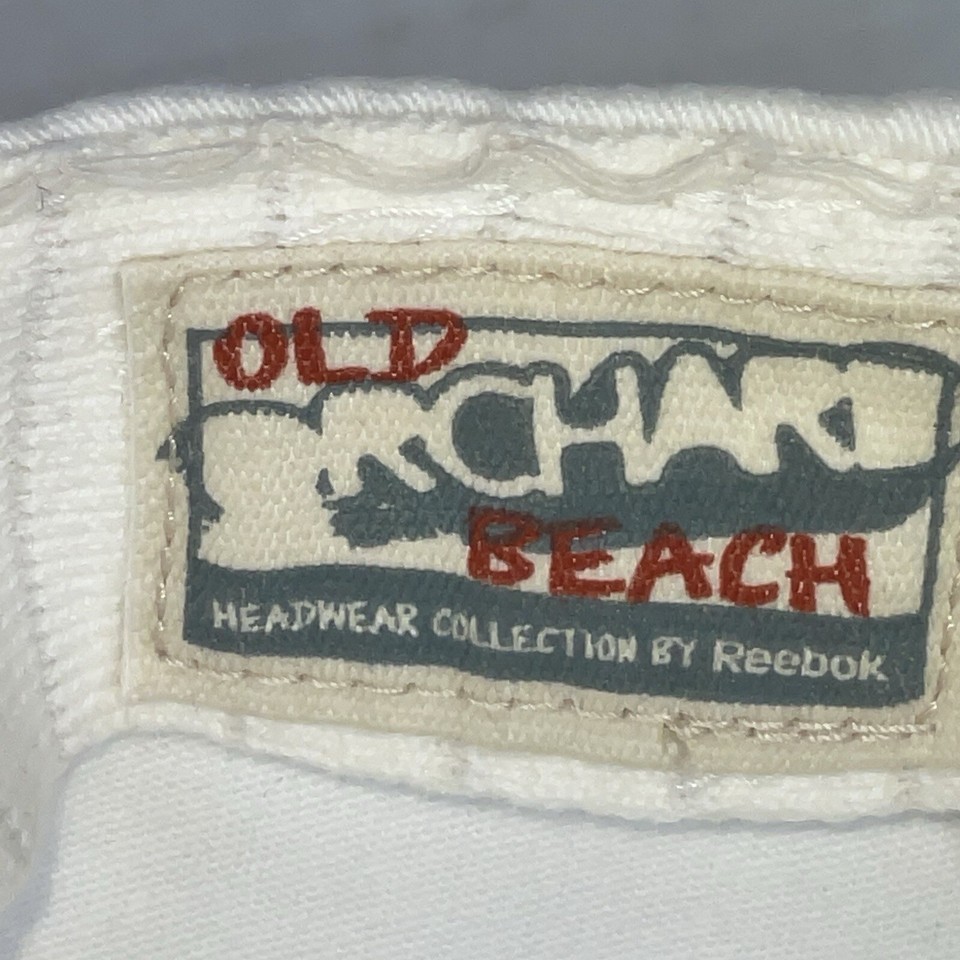 OLD
ORCHARD
BEACH
HEADWEAR COLLECTION BY Reebok